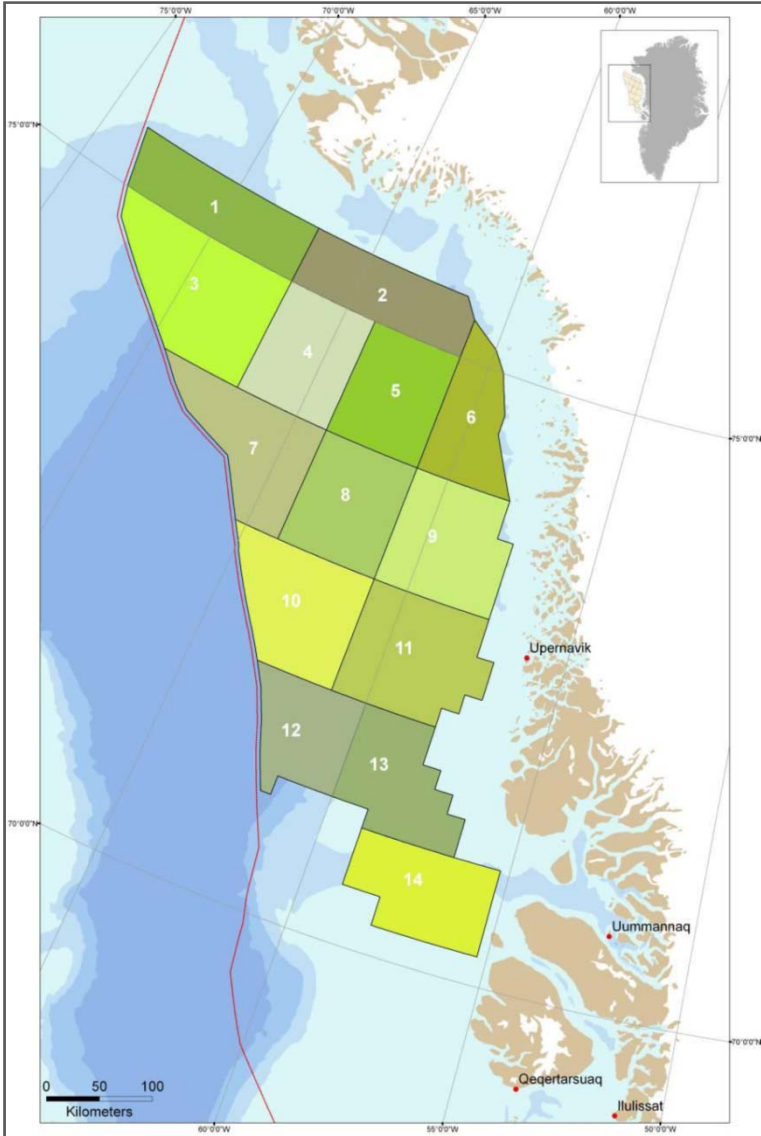 75°0'0"W
70°0'0"W
65°0'0"W
60°0'0"W
75°0'0"N
1
2
3
4
5
6
75°0'0"N
7
8
9
10
11
Upernavik
12
13
70°0'0"N
14
Uummannaq
70°0'0"N
Qeqertarsuaq
Ilulissat
0 50 100
Kilometers
60°0'0"W
55°0'0"W
50°0'0"W